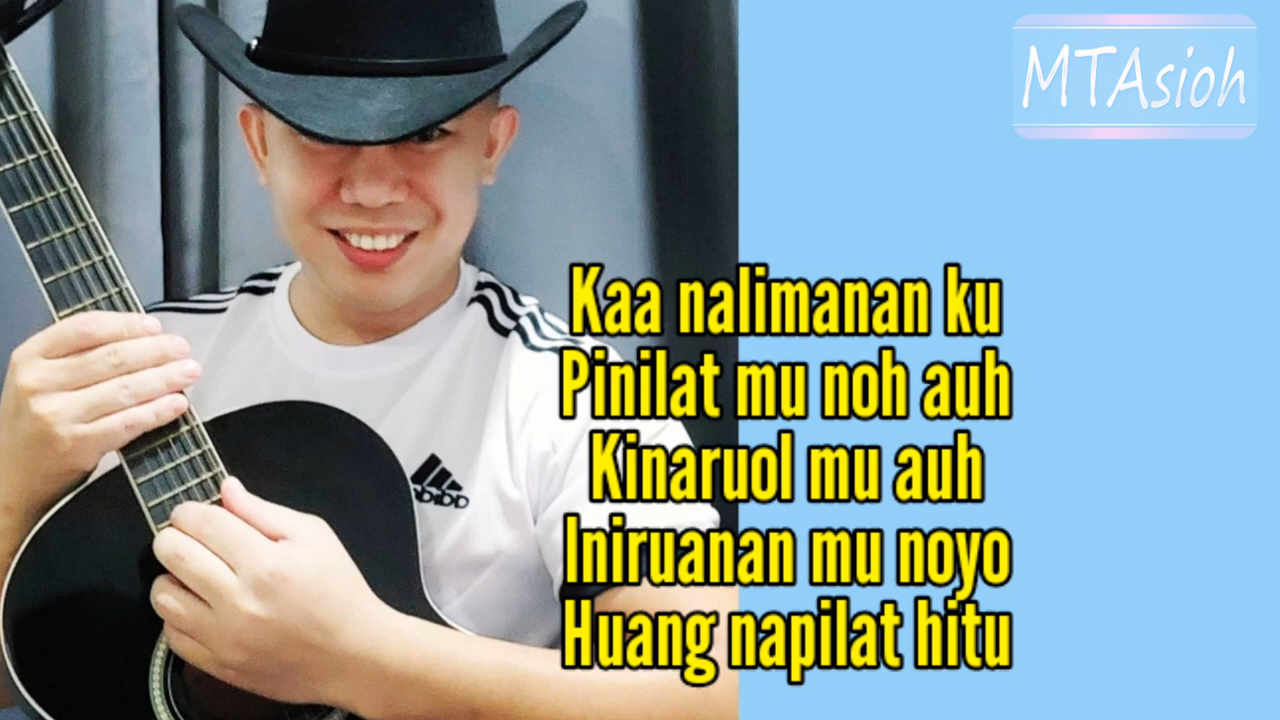 MTAsioh
Kaa nalimanan ku
Pinilat mu noh auh
Kinaruol mu auh
Iniruanan mu noyo
Huang napilat hitu